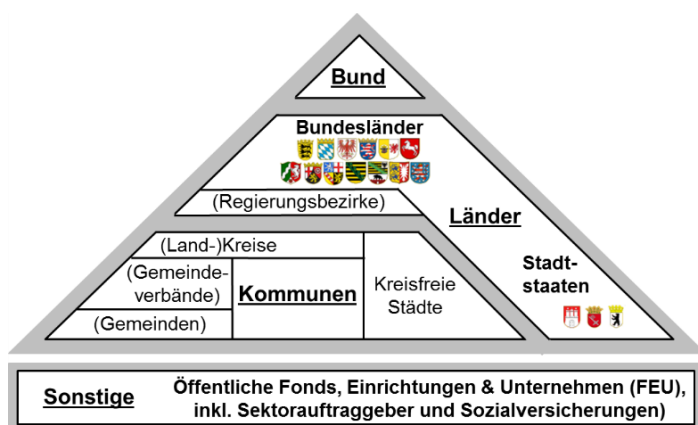 Bund
Bundesländer
(Regierungsbezirke)
Länder
Stadt-
staaten
(Land-)Kreise
(Gemeinde-
verbände)
(Gemeinden)
Kommunen
Kreisfreie
Städte
Sonstige
Öffentliche Fonds, Einrichtungen & Unternehmen (FEU),
inkl. Sektorauftraggeber und Sozialversicherungen)